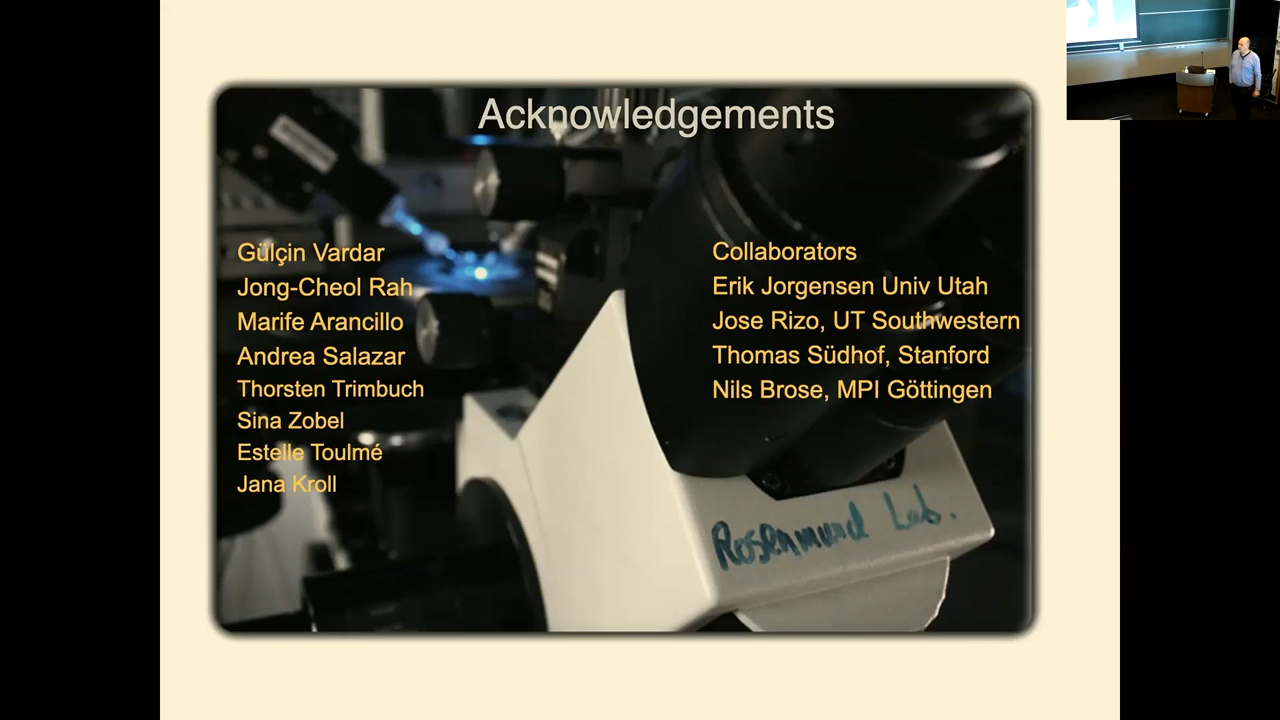 Acknowledgements
Gülçin Vardar
Jong-Cheol Rah
Marife Arancillo
Andrea Salazar
Thorsten Trimbuch
Sina Zobel
Estelle Toulmé
Jana Kroll
Collaborators
Erik Jorgensen Univ Utah
Jose Rizo, UT Southwestern
Thomas Südhof, Stanford
Nils Brose, MPI Göttingen
Rosenmund Lab.